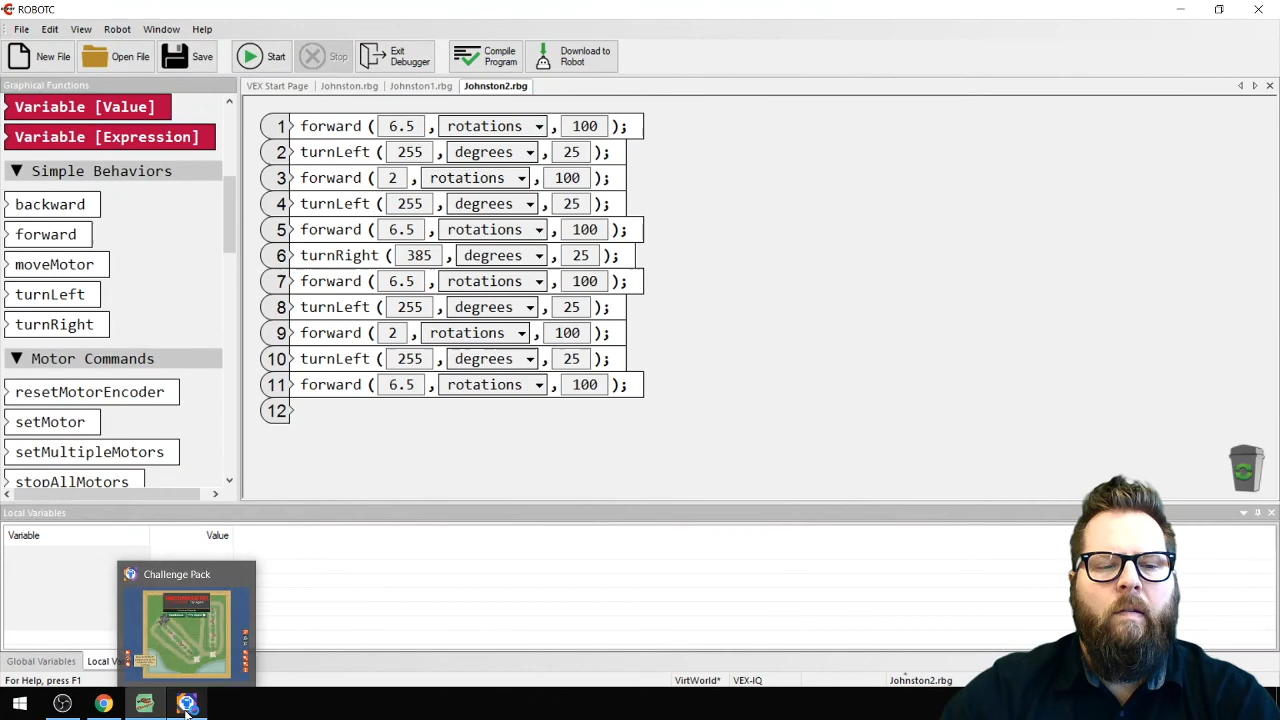 ROBOTC
File Edit View Robot Window Help
New File Open File Save Start Stop Exit Debugger Compile Program Download to Robot
Graphical Functions
VEX Start Page Johnston.rbg Johnston1.rbg Johnston2.rbg
Variable [Value]
Variable [Expression]
Simple Behaviors
backward
forward
moveMotor
turnLeft
turnRight
Motor Commands
resetMotorEncoder
setMotor
setMultipleMotors
stopAllMotors
1 forward ( 6.5 , rotations , 100 );
2 turnLeft ( 255 , degrees , 25 );
3 forward ( 2 , rotations , 100 );
4 turnLeft ( 255 , degrees , 25 );
5 forward ( 6.5 , rotations , 100 );
6 turnRight ( 385 , degrees , 25 );
7 forward ( 6.5 , rotations , 100 );
8 turnLeft ( 255 , degrees , 25 );
9 forward ( 2 , rotations , 100 );
10 turnLeft ( 255 , degrees , 25 );
11 forward ( 6.5 , rotations , 100 );
12
Local Variables
Variable Value
Challenge Pack
Global Variables Local Va
For Help, press F1 VirtWorld* VEX-IQ Johnston2.rbg